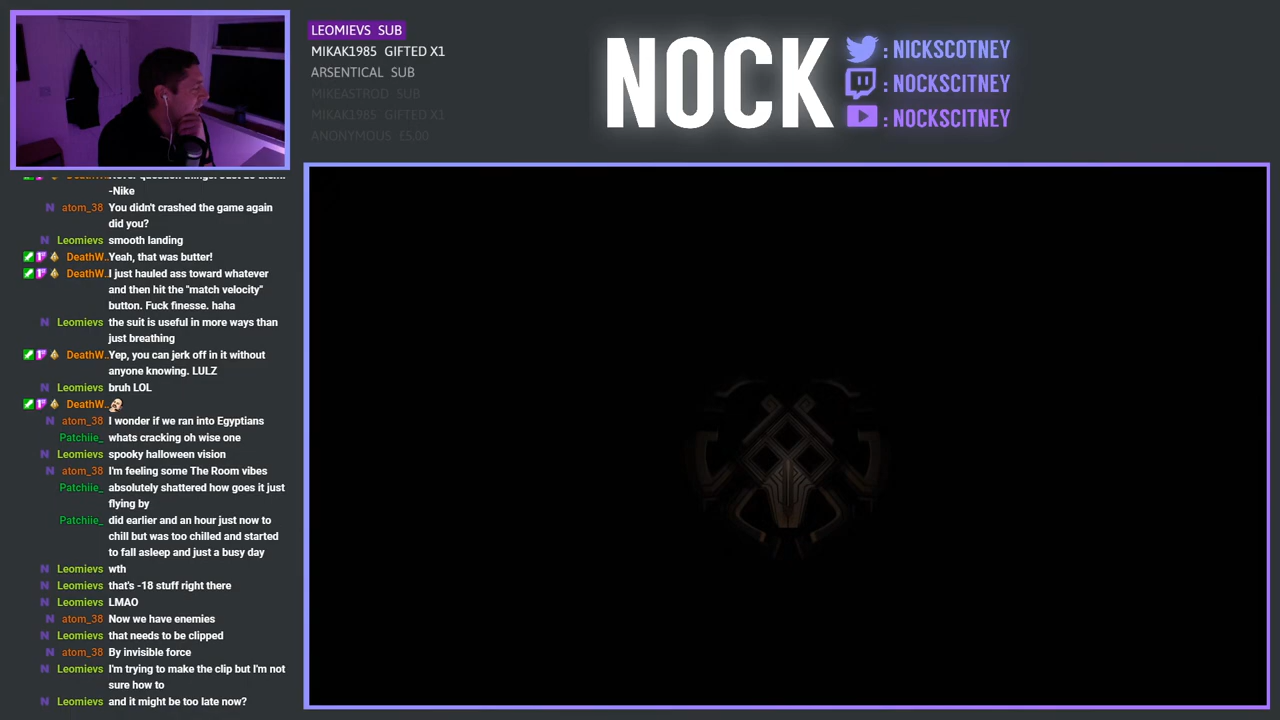 LEOMIEVS SUB
MIKAK1985 GIFTED X1
ARSENTICAL SUB
MIKEASTROD SUB
MIKAK1985 GIFTED X1
ANONYMOUS £5.00
NOCK
: NICKSCOTNEY
: NOCKSCITNEY
: NOCKSCITNEY
-Nike
atom_38 You didn't crashed the game again
did you?
Leomievs smooth landing
DeathW.. Yeah, that was butter!
DeathW.. I just hauled ass toward whatever
and then hit the "match velocity"
button. Fuck finesse. haha
Leomievs the suit is useful in more ways than
just breathing
DeathW.. Yep, you can jerk off in it without
anyone knowing. LULZ
Leomievs bruh LOL
DeathW..
atom_38 I wonder if we ran into Egyptians
Patchiie_ whats cracking oh wise one
Leomievs spooky halloween vision
atom_38 I'm feeling some The Room vibes
Patchiie_ absolutely shattered how goes it just
flying by
Patchiie_ did earlier and an hour just now to
chill but was too chilled and started
to fall asleep and just a busy day
Leomievs wth
Leomievs that's -18 stuff right there
Leomievs LMAO
atom_38 Now we have enemies
Leomievs that needs to be clipped
atom_38 By invisible force
Leomievs I'm trying to make the clip but I'm not
sure how to
Leomievs and it might be too late now?